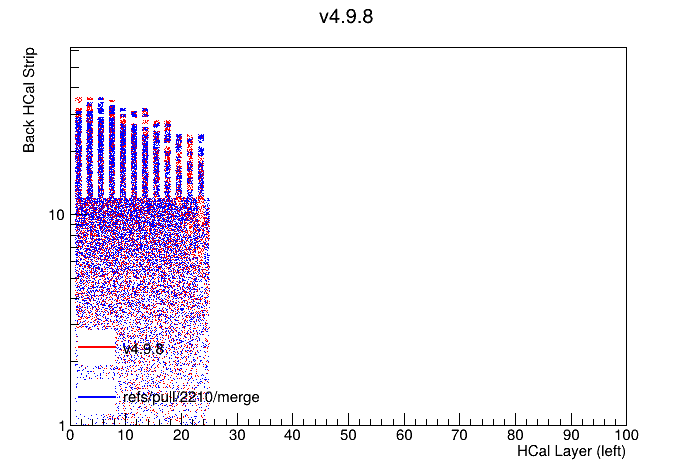 v4.9.8
Back HCal Strip
10
v4.9.8
refs/pull/2210/merge
1
0 10 20 30 40 50 60 70 80 90 100
HCal Layer (left)